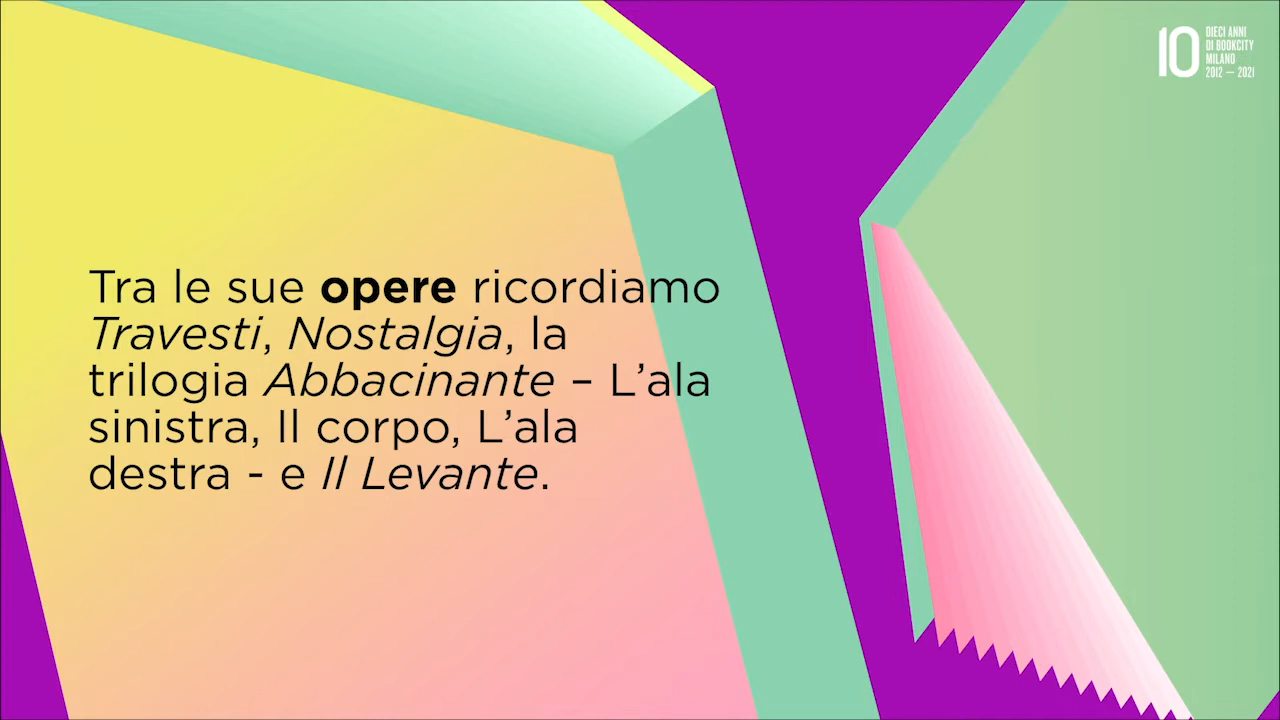 10
DIECI ANNI
DI BOOKCITY
MILANO
2012 — 2021
Tra le sue opere ricordiamo
Travesti, Nostalgia, la
trilogia Abbacinante – L’ala
sinistra, Il corpo, L’ala
destra - e Il Levante.